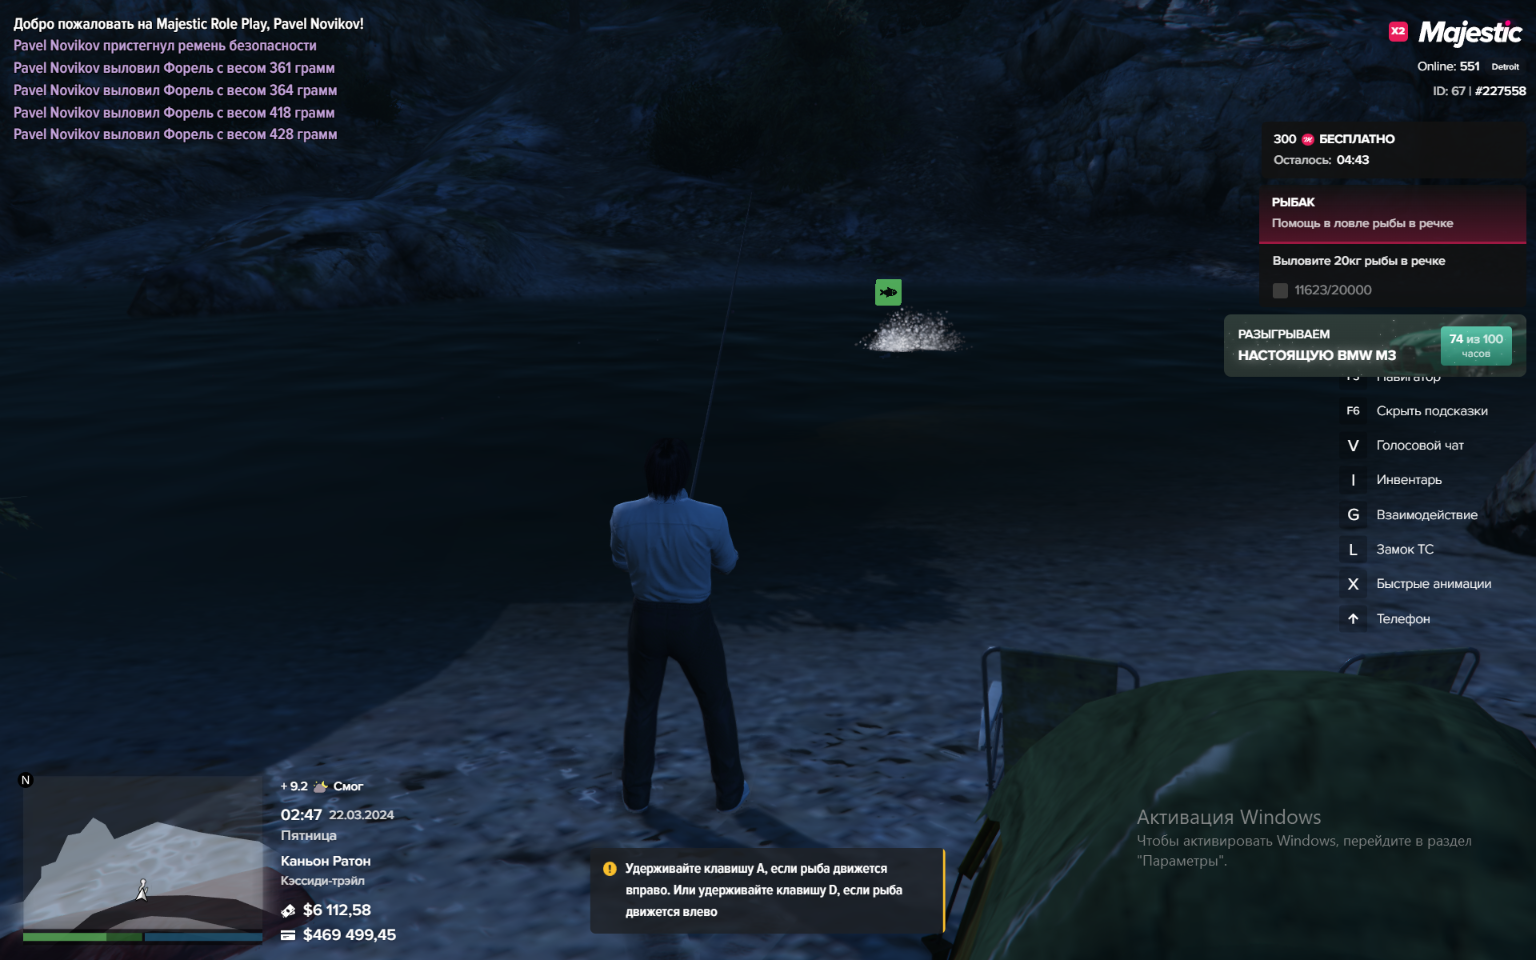 Добро пожаловать на Majestic Role Play, Pavel Novikov!
Pavel Novikov пристегнул ремень безопасности
Pavel Novikov выловил Форель с весом 361 грамм
Pavel Novikov выловил Форель с весом 364 грамм
Pavel Novikov выловил Форель с весом 418 грамм
Pavel Novikov выловил Форель с весом 428 грамм
X2 Majestic
Online: 551 Detroit
ID: 67 | #227558
300 БЕСПЛАТНО
Осталось: 04:43
РЫБАК
Помощь в ловле рыбы в речке
Выловите 20кг рыбы в речке
11623/20000
РАЗЫГРЫВАЕМ
НАСТОЯЩУЮ BMW M3
74 из 100
часов
Навигатор
F6 Скрыть подсказки
V Голосовой чат
I Инвентарь
G Взаимодействие
L Замок ТС
X Быстрые анимации
Телефон
N
+ 9.2 Смог
02:47 22.03.2024
Пятница
Каньон Ратон
Кэссиди-трэйл
$6 112,58
$469 499,45
Удерживайте клавишу A, если рыба движется
вправо. Или удерживайте клавишу D, если рыба
движется влево
Активация Windows
Чтобы активировать Windows, перейдите в раздел
"Параметры".